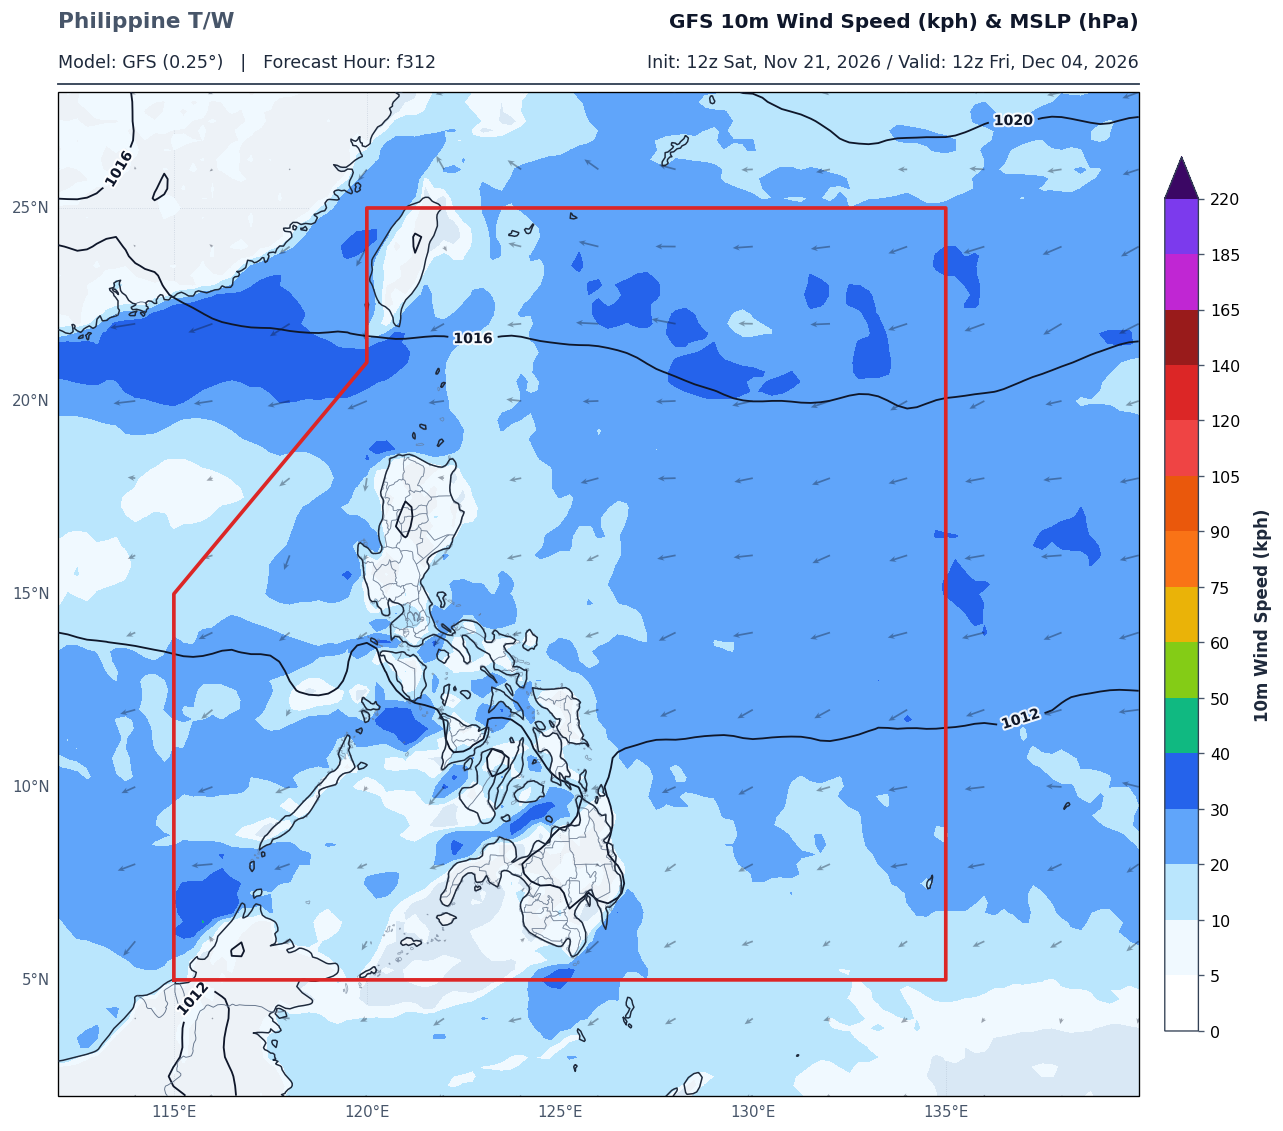 Philippine T/W
GFS 10m Wind Speed (kph) & MSLP (hPa)
Model: GFS (0.25°) | Forecast Hour: f312
Init: 12z Sat, Nov 21, 2026 / Valid: 12z Fri, Dec 04, 2026
1020
1016
1016
1012
1012
25°N
20°N
15°N
10°N
5°N
115°E
120°E
125°E
130°E
135°E
220
185
165
140
120
105
90
75
60
50
40
30
20
10
5
0
10m Wind Speed (kph)